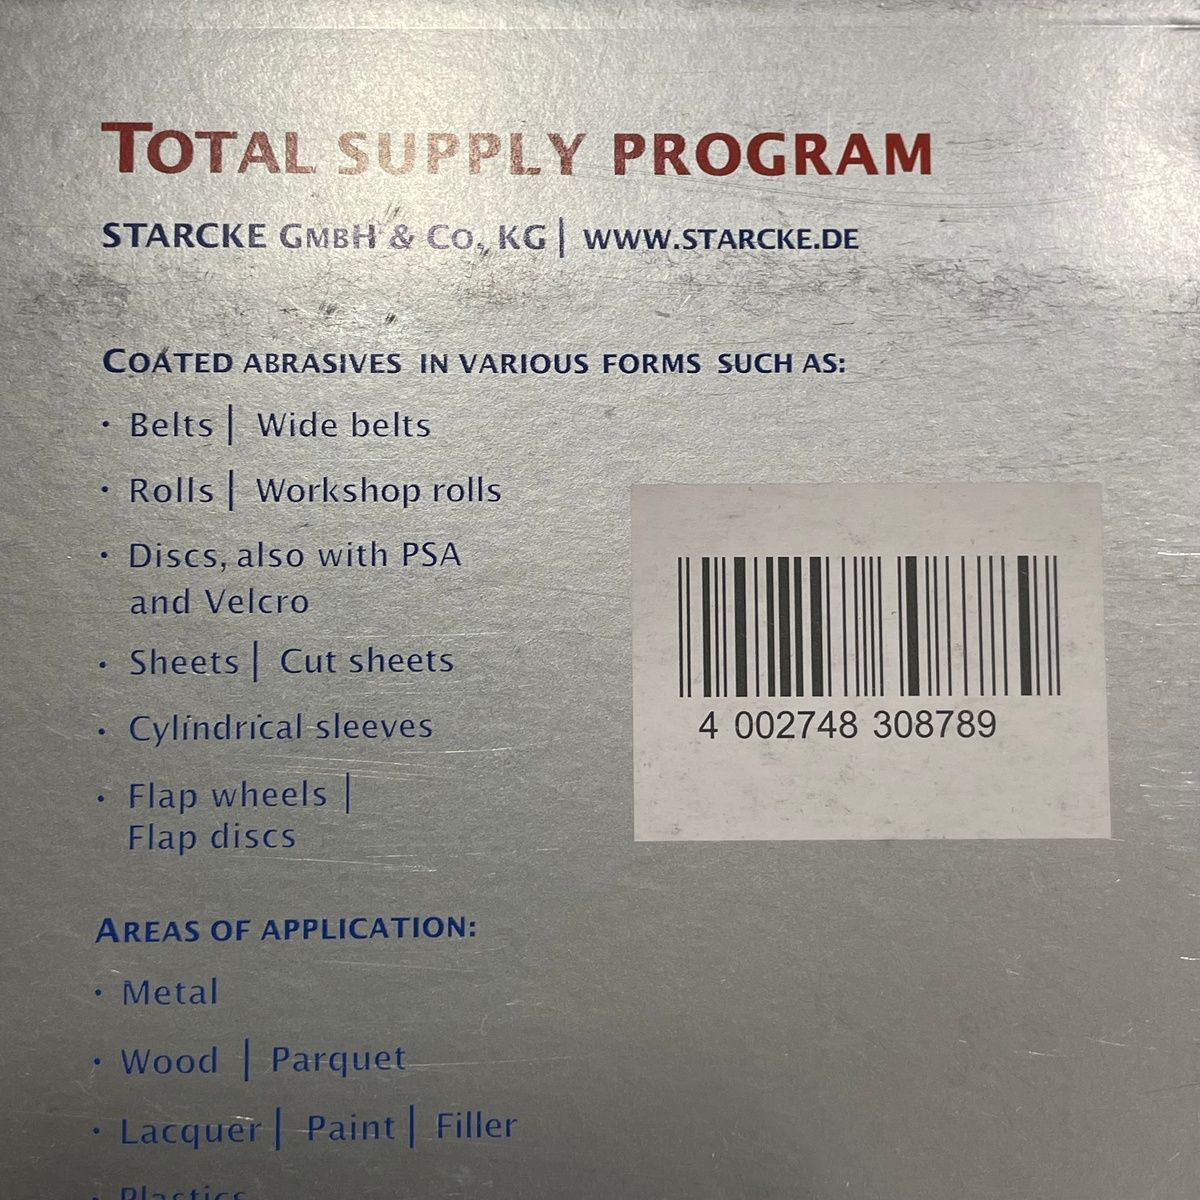 TOTAL SUPPLY PROGRAM
STARCKE GMBH & CO. KG | WWW.STARCKE.DE
COATED ABRASIVES IN VARIOUS FORMS SUCH AS:
· Belts | Wide belts
· Rolls | Workshop rolls
· Discs, also with PSA
and Velcro
· Sheets | Cut sheets
· Cylindrical sleeves
· Flap wheels |
Flap discs
4 002748 308789
AREAS OF APPLICATION:
· Metal
· Wood | Parquet
· Lacquer | Paint | Filler
· Plastics